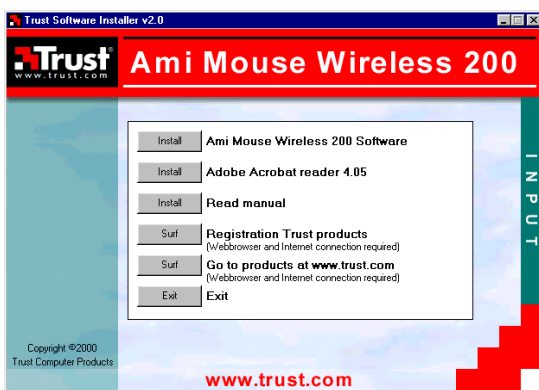 Trust Software Installer v2.0
Trust
www.trust.com
Ami Mouse Wireless 200
Install Ami Mouse Wireless 200 Software
Install Adobe Acrobat reader 4.05
Install Read manual
Surf Registration Trust products
(Webbrowser and Internet connection required)
Surf Go to products at www.trust.com
(Webbrowser and Internet connection required)
Exit Exit
INPUT
Copyright ©2000
Trust Computer Products
www.trust.com